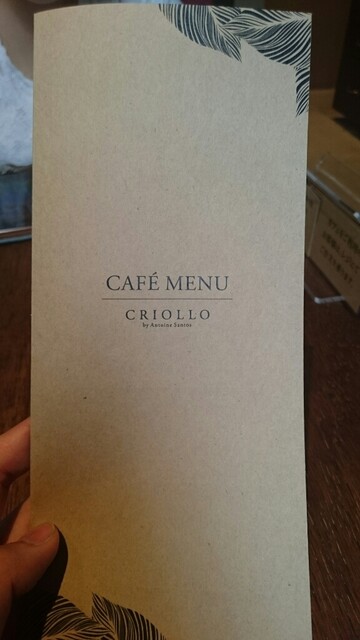 CAFÉ MENU
CRIOLLO
by Antoine Santos